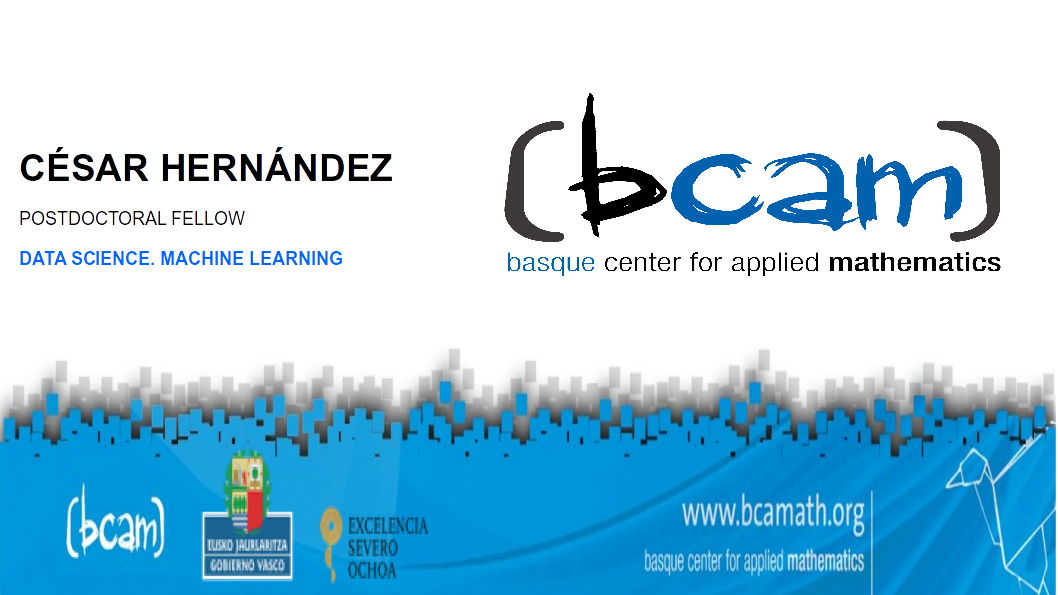 CÉSAR HERNÁNDEZ
POSTDOCTORAL FELLOW
DATA SCIENCE. MACHINE LEARNING
(bcam)
basque center for applied mathematics
(bcam)
EUSKO JAURLARITZA
GOBIERNO VASCO
EXCELENCIA
SEVERO
OCHOA
www.bcamath.org
basque center for applied mathematics